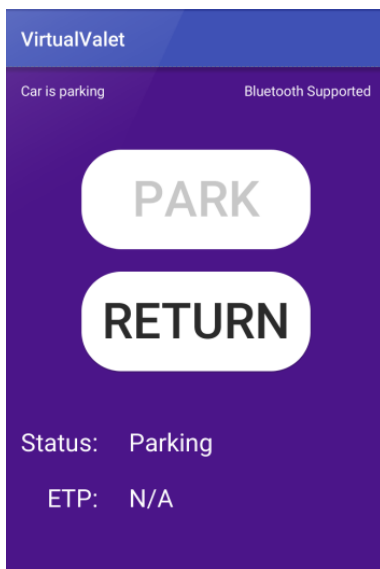 VirtualValet
Car is parking Bluetooth Supported
PARK
RETURN
Status: Parking
ETP: N/A